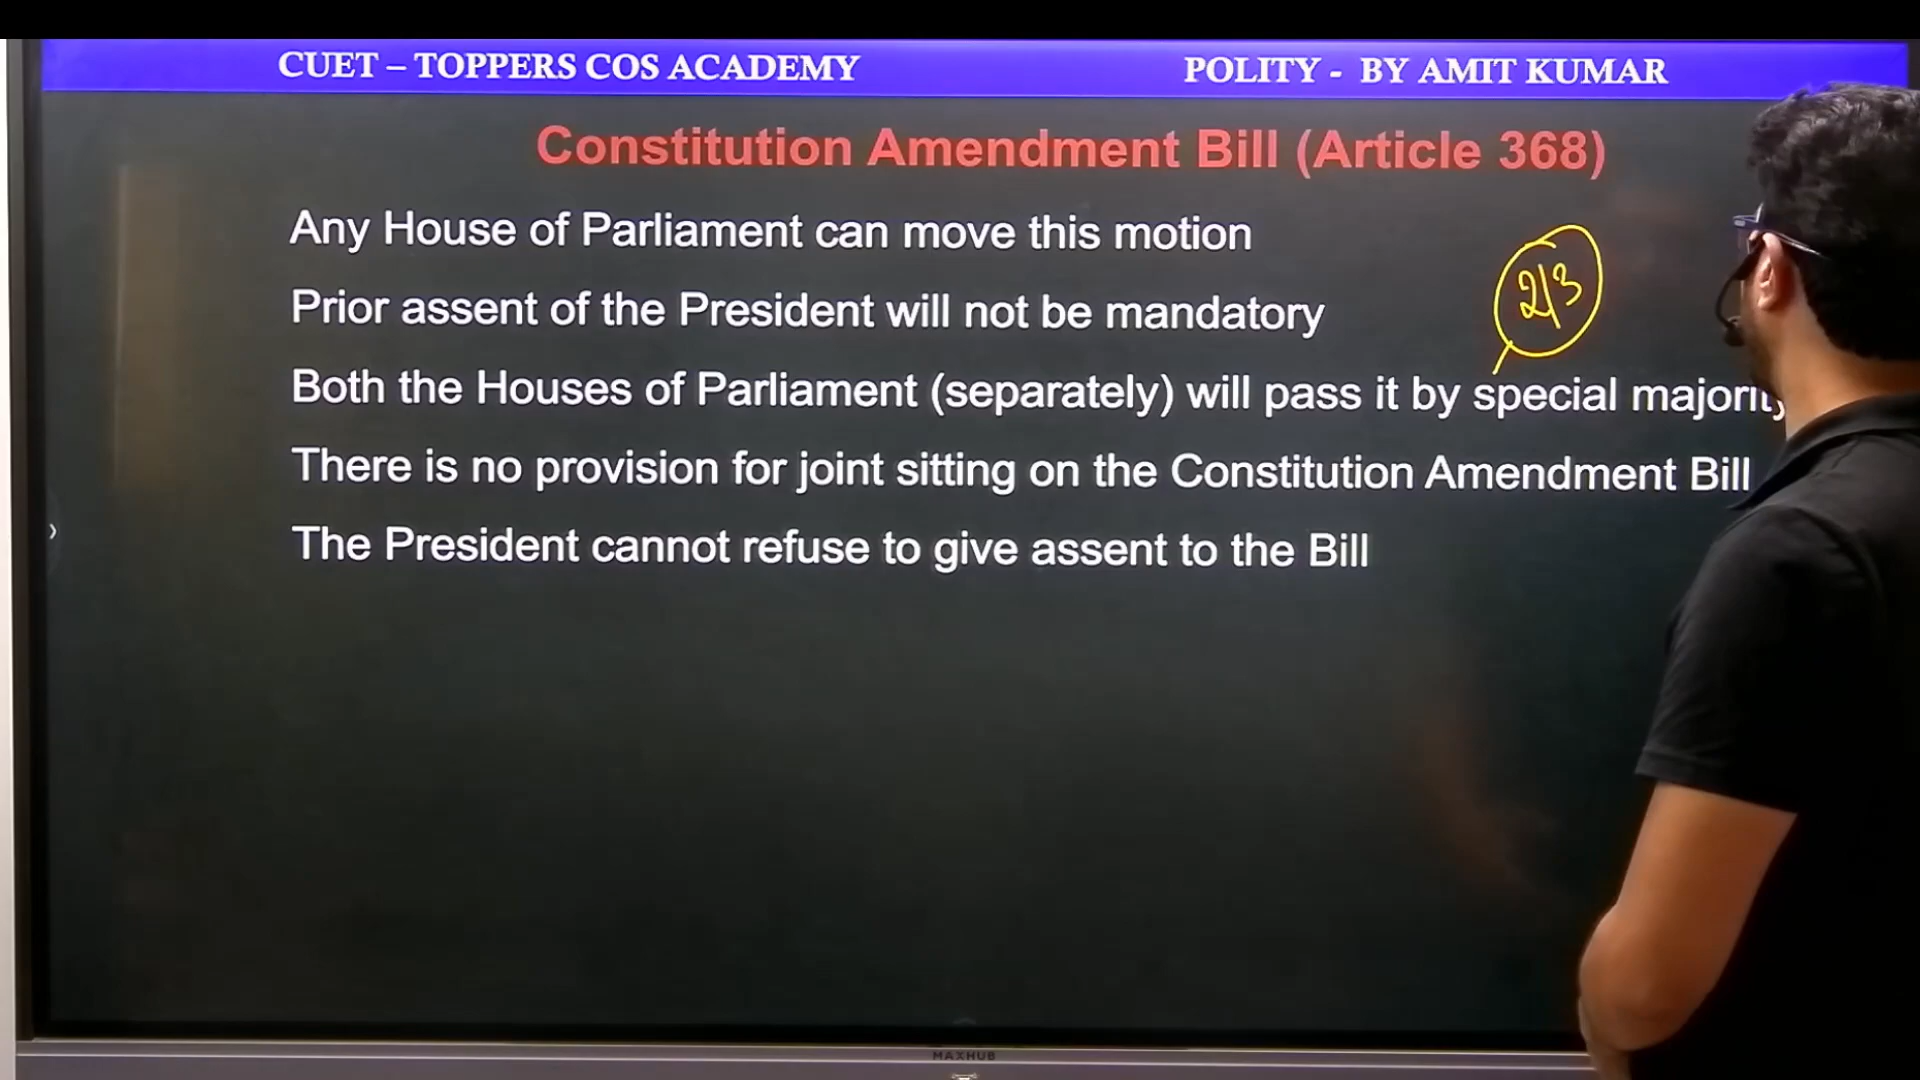 CUET – TOPPERS COS ACADEMY
POLITY - BY AMIT KUMAR
Constitution Amendment Bill (Article 368)
Any House of Parliament can move this motion
2/3
Prior assent of the President will not be mandatory
Both the Houses of Parliament (separately) will pass it by special majority
There is no provision for joint sitting on the Constitution Amendment Bill
The President cannot refuse to give assent to the Bill
MAXHUB